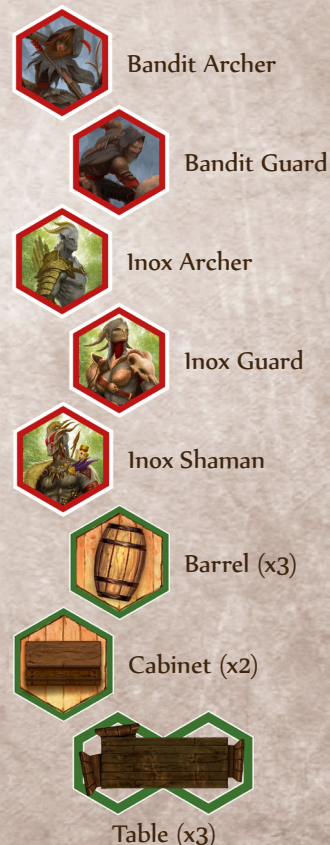 Bandit Archer
Bandit Guard
Inox Archer
Inox Guard
Inox Shaman
Barrel (x3)
Cabinet (x2)
Table (x3)